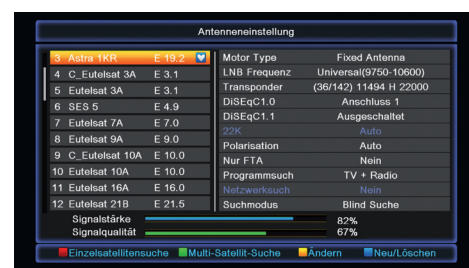 Antenneneinstellung
3 Astra 1KR E 19.2
4 C_Eutelsat 3A E 3.1
5 Eutelsat 3A E 3.1
6 SES 5 E 4.9
7 Eutelsat 7A E 7.0
8 Eutelsat 9A E 9.0
9 C_Eutelsat 10A E 10.0
10 Eutelsat 10A E 10.0
11 Eutelsat 16A E 16.0
12 Eutelsat 21B E 21.5
Motor Type Fixed Antenna
LNB Frequenz Universal(9750-10600)
Transponder (36/142) 11494 H 22000
DiSEqC1.0 Anschluss 1
DiSEqC1.1 Ausgeschaltet
22K Auto
Polarisation Auto
Nur FTA Nein
Programmsuch TV + Radio
Netzwerksuch Nein
Suchmodus Blind Suche
Signalstärke 82%
Signalqualität 67%
Einzelsatellitensuche Multi-Satellit-Suche Ändern Neu/Löschen